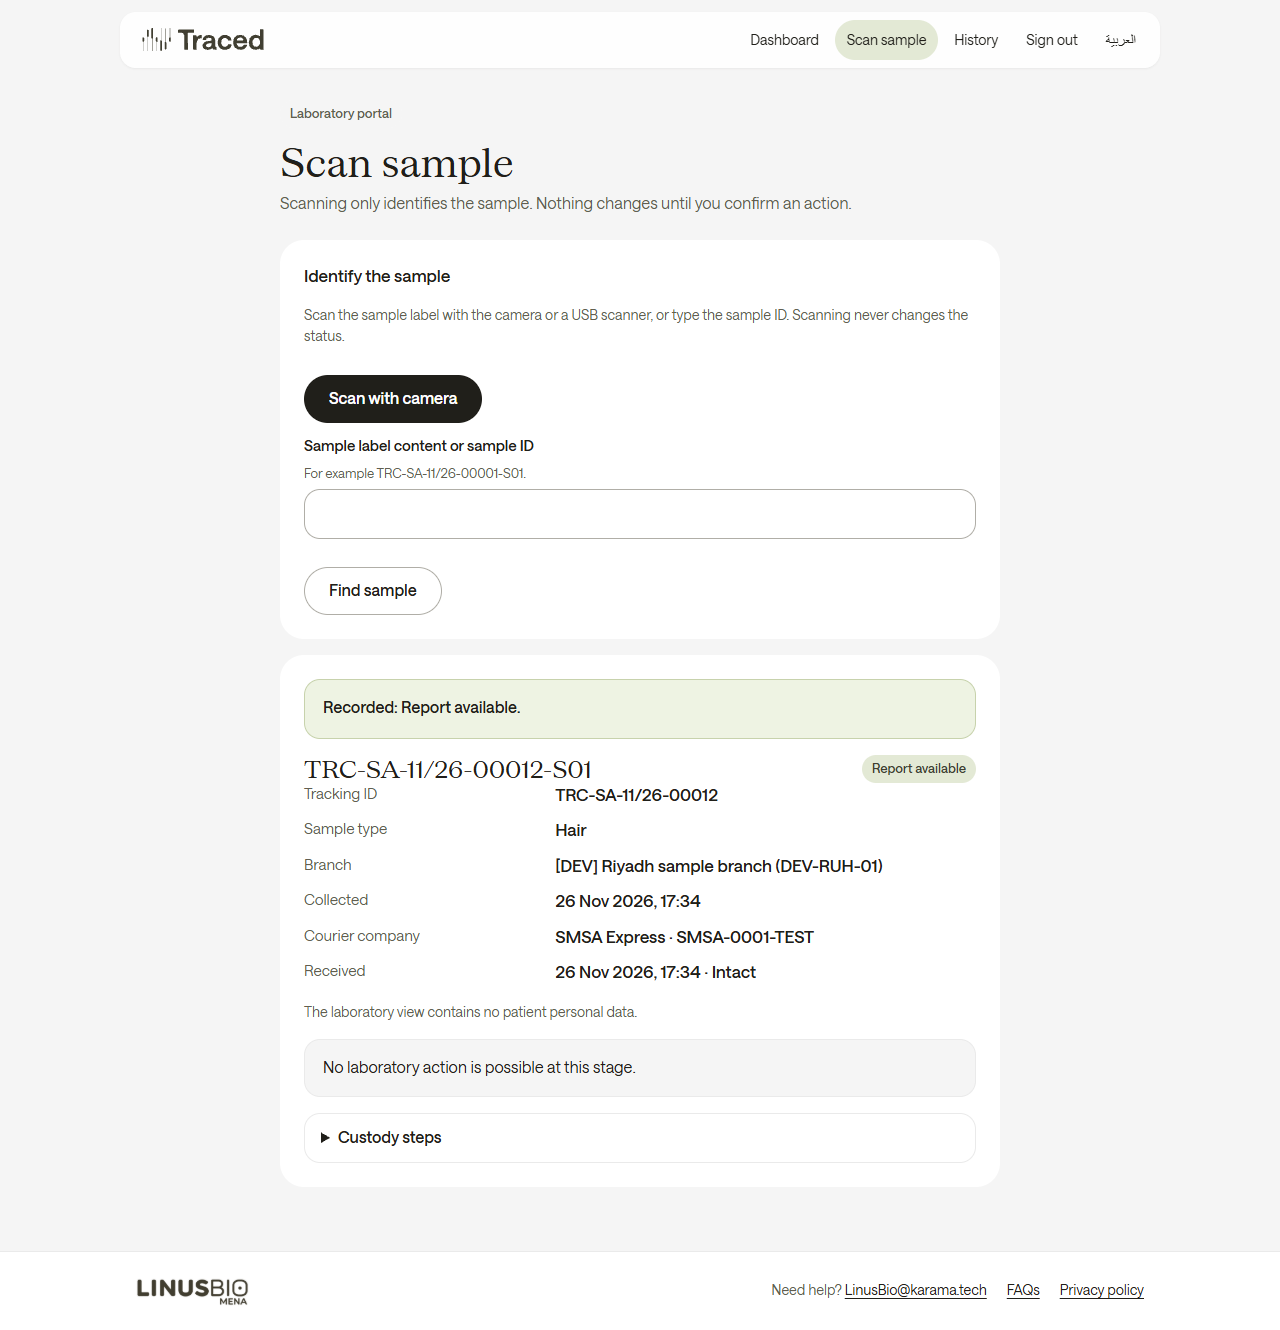 Traced
Dashboard
Scan sample
History
Sign out
العربية
Laboratory portal
Scan sample
Scanning only identifies the sample. Nothing changes until you confirm an action.
Identify the sample
Scan the sample label with the camera or a USB scanner, or type the sample ID. Scanning never changes the
status.
Scan with camera
Sample label content or sample ID
For example TRC-SA-11/26-00001-S01.
Find sample
Recorded: Report available.
TRC-SA-11/26-00012-S01
Report available
Tracking ID
TRC-SA-11/26-00012
Sample type
Hair
Branch
[DEV] Riyadh sample branch (DEV-RUH-01)
Collected
26 Nov 2026, 17:34
Courier company
SMSA Express · SMSA-0001-TEST
Received
26 Nov 2026, 17:34 · Intact
The laboratory view contains no patient personal data.
No laboratory action is possible at this stage.
Custody steps
LINUSBIO
MENA
Need help? LinusBio@karama.tech
FAQs
Privacy policy